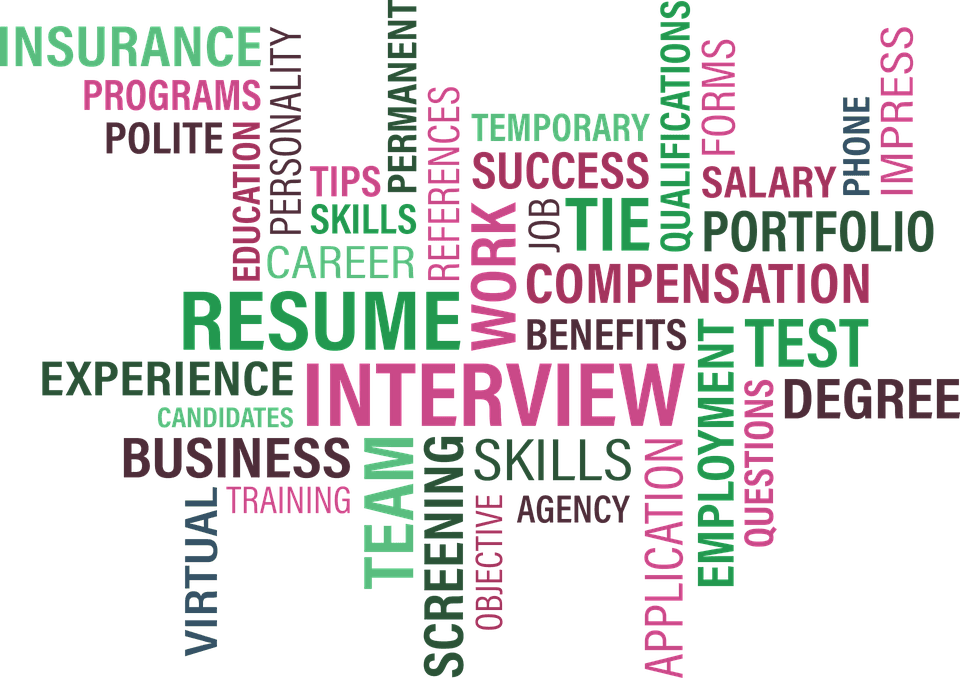 INSURANCE
PERSONALITY
PERMANENT
QUALIFICATIONS
FORMS
IMPRESS
PROGRAMS
REFERENCES
PHONE
POLITE
EDUCATION
TEMPORARY
TIPS
SUCCESS
SALARY
SKILLS
WORK
JOB
TIE
PORTFOLIO
CAREER
COMPENSATION
RESUME
BENEFITS
EMPLOYMENT
TEST
EXPERIENCE
INTERVIEW
QUESTIONS
DEGREE
CANDIDATES
BUSINESS
TEAM
SCREENING
SKILLS
APPLICATION
TRAINING
VIRTUAL
OBJECTIVE
AGENCY